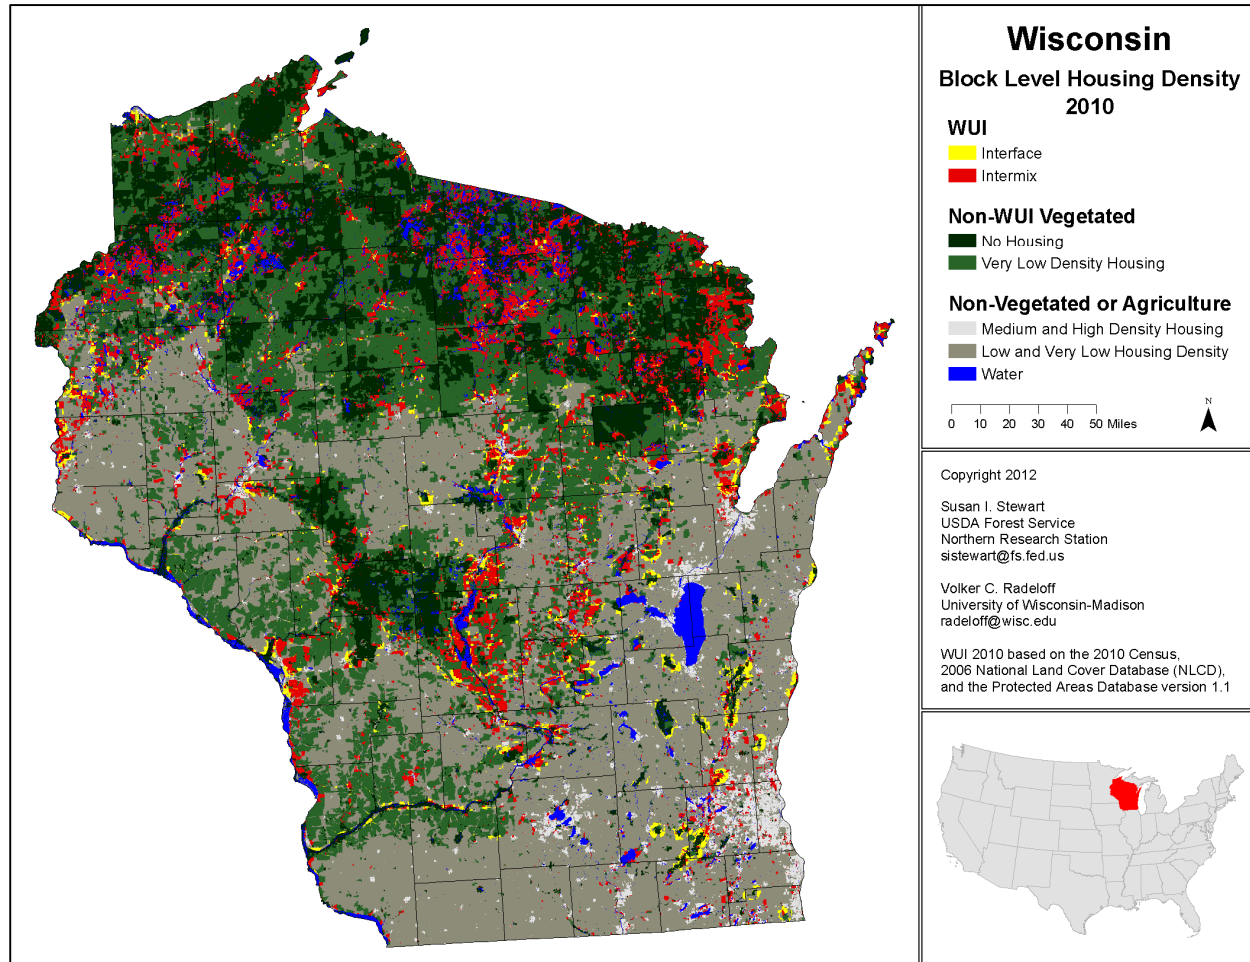 Wisconsin
Block Level Housing Density
2010
WUI
Interface
Intermix
Non-WUI Vegetated
No Housing
Very Low Density Housing
Non-Vegetated or Agriculture
Medium and High Density Housing
Low and Very Low Housing Density
Water
0 10 20 30 40 50 Miles
N
Copyright 2012
Susan I. Stewart
USDA Forest Service
Northern Research Station
sistewart@fs.fed.us
Volker C. Radeloff
University of Wisconsin-Madison
radeloff@wisc.edu
WUI 2010 based on the 2010 Census,
2006 National Land Cover Database (NLCD),
and the Protected Areas Database version 1.1